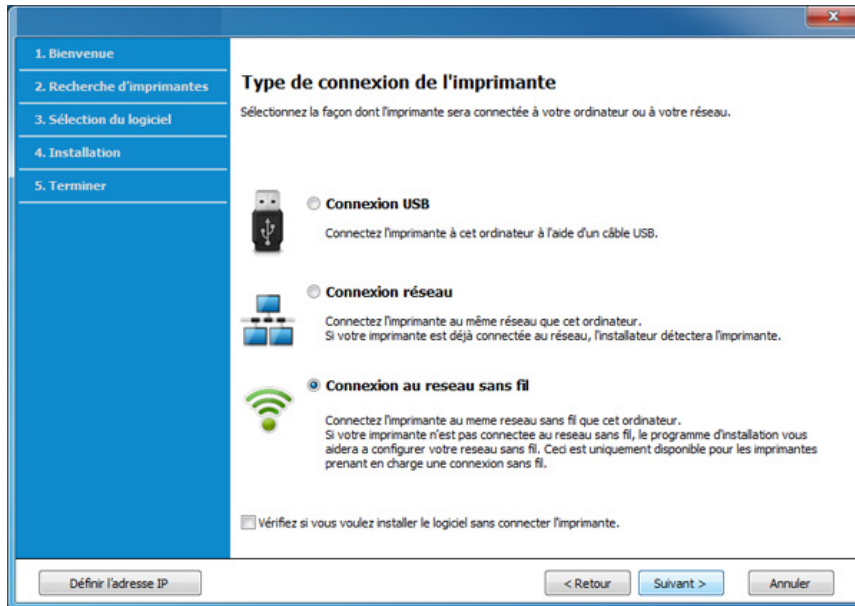 1. Bienvenue
2. Recherche d'imprimantes
3. Sélection du logiciel
4. Installation
5. Terminer
Type de connexion de l'imprimante
Sélectionnez la façon dont l'imprimante sera connectée à votre ordinateur ou à votre réseau.
Connexion USB
Connectez l'imprimante à cet ordinateur à l'aide d'un câble USB.
Connexion réseau
Connectez l'imprimante au même réseau que cet ordinateur.
Si votre imprimante est déjà connectée au réseau, l'installateur détectera l'imprimante.
Connexion au reseau sans fil
Connectez l'imprimante au meme reseau sans fil que cet ordinateur.
Si votre imprimante n'est pas connectee au reseau sans fil, le programme d'installation vous
aidera a configurer votre reseau sans fil. Ceci est uniquement disponible pour les imprimantes
prenant en charge une connexion sans fil.
Vérifiez si vous voulez installer le logiciel sans connecter l'imprimante.
Définir l'adresse IP
< Retour
Suivant >
Annuler